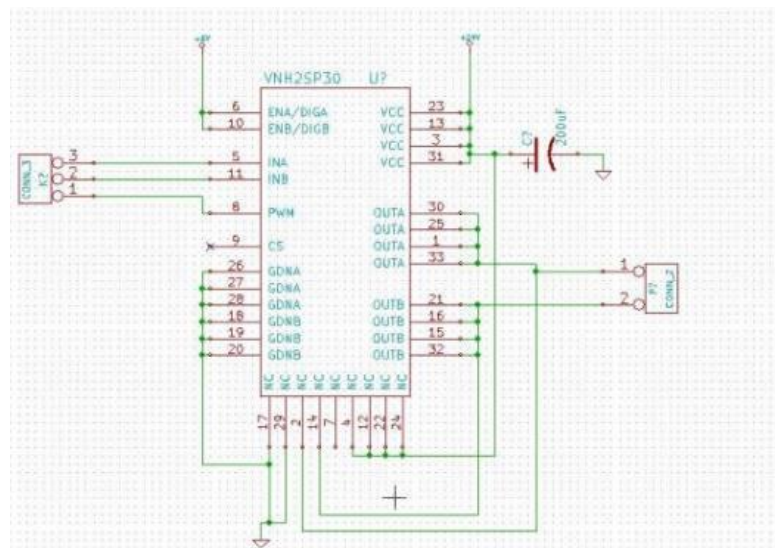 +5V
+24V
VNH2SP30 U?
6 ENA/DIGA VCC 23
10 ENB/DIGB VCC 13
VCC 3
VCC 31
C?
200uF
5 INA
11 INB
CONN_3
K?
3
2
1
8 PWM OUTA 30
OUTA 25
9 CS OUTA 1
OUTA 33
26 GDNA
27 GDNA
28 GDNA OUTB 21
18 GDNB OUTB 16
19 GDNB OUTB 15
20 GDNB OUTB 32
1
2
P?
CONN_2
NC NC NC NC NC NC NC NC NC
17 29 2 14 7 4 12 22 24